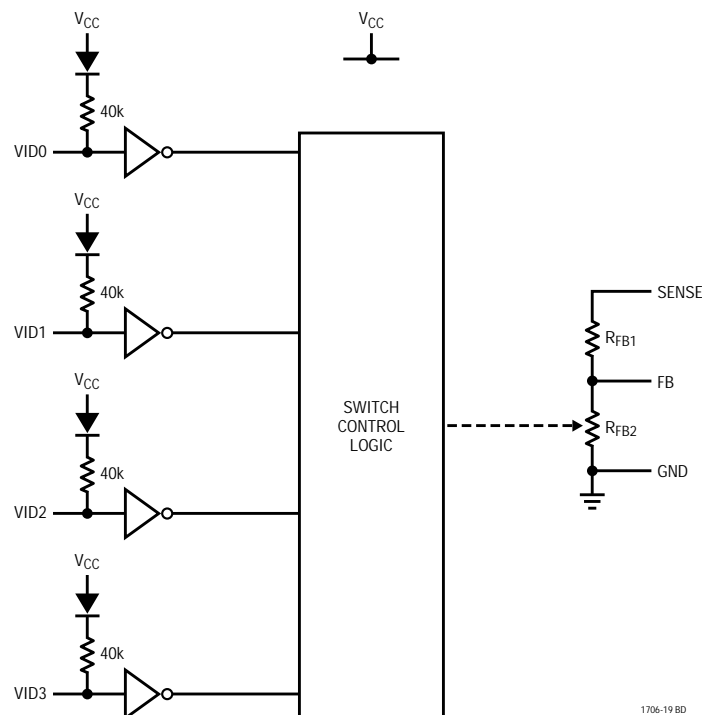 VCC
VCC
40k
VID0
VCC
40k
VID1
SENSE
RFB1
FB
VCC
SWITCH
CONTROL
LOGIC
RFB2
40k
GND
VID2
VCC
40k
VID3
1706-19 BD